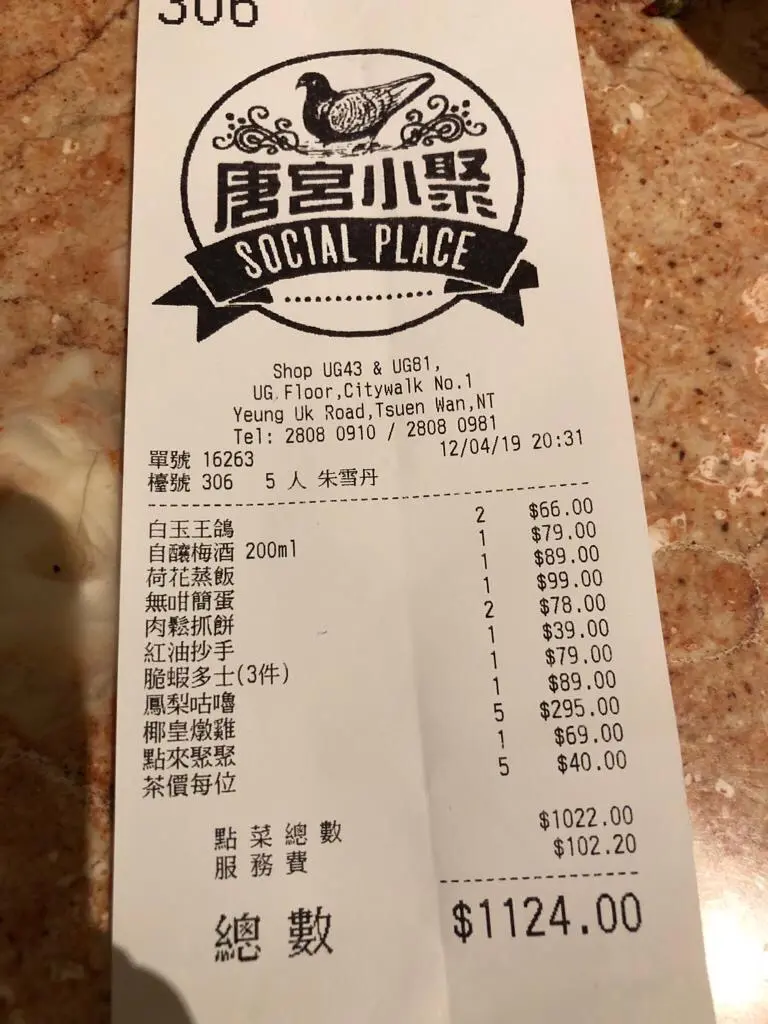 306
唐宮小聚
SOCIAL PLACE
Shop UG43 & UG81,
UG Floor,Citywalk No.1
Yeung Uk Road,Tsuen Wan,NT
Tel: 2808 0910 / 2808 0981
單號 16263 12/04/19 20:31
檯號 306 5 人 朱雪丹
白玉王鴿 2 $66.00
自釀梅酒 200ml 1 $79.00
荷花蒸飯 1 $89.00
無咁簡蛋 1 $99.00
肉鬆抓餅 2 $78.00
紅油抄手 1 $39.00
脆蝦多士(3件) 1 $79.00
鳳梨咕嚕 1 $89.00
椰皇燉雞 5 $295.00
點來聚聚 1 $69.00
茶價每位 5 $40.00
點菜總數 $1022.00
服務費 $102.20
總數 $1124.00